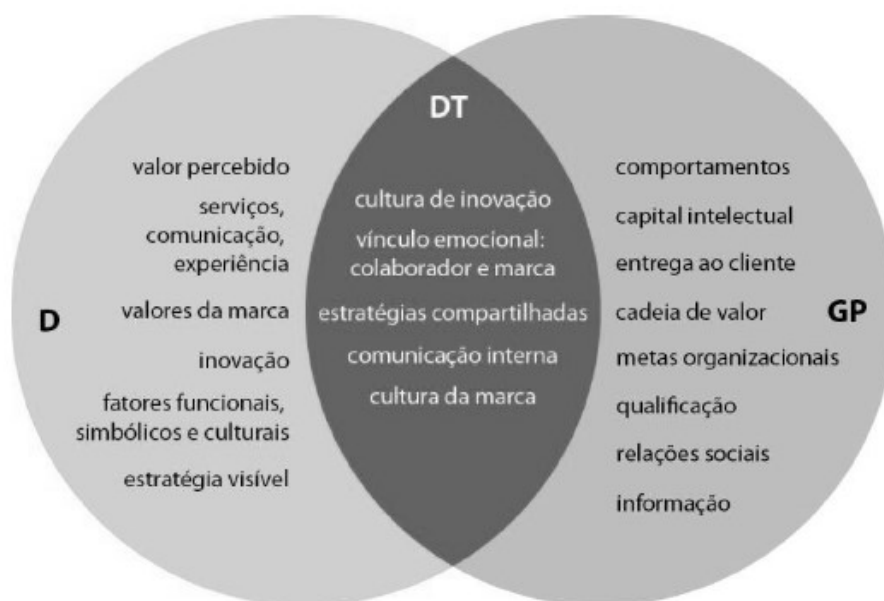 DT
D
valor percebido
serviços,
comunicação,
experiência
valores da marca
inovação
fatores funcionais,
simbólicos e culturais
estratégia visível
cultura de inovação
vínculo emocional:
colaborador e marca
estratégias compartilhadas
comunicação interna
cultura da marca
comportamentos
capital intelectual
entrega ao cliente
cadeia de valor
metas organizacionais
qualificação
relações sociais
informação
GP